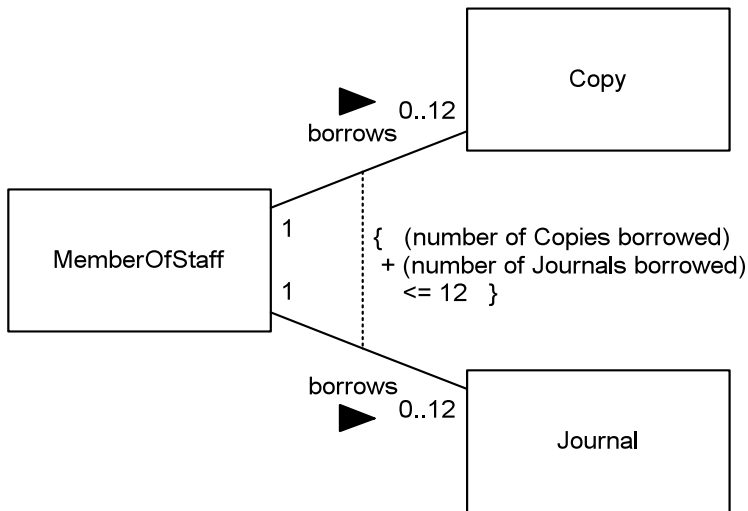 Copy
0..12
borrows
1
MemberOfStaff
{ (number of Copies borrowed)
+ (number of Journals borrowed)
<= 12 }
1
borrows
0..12
Journal